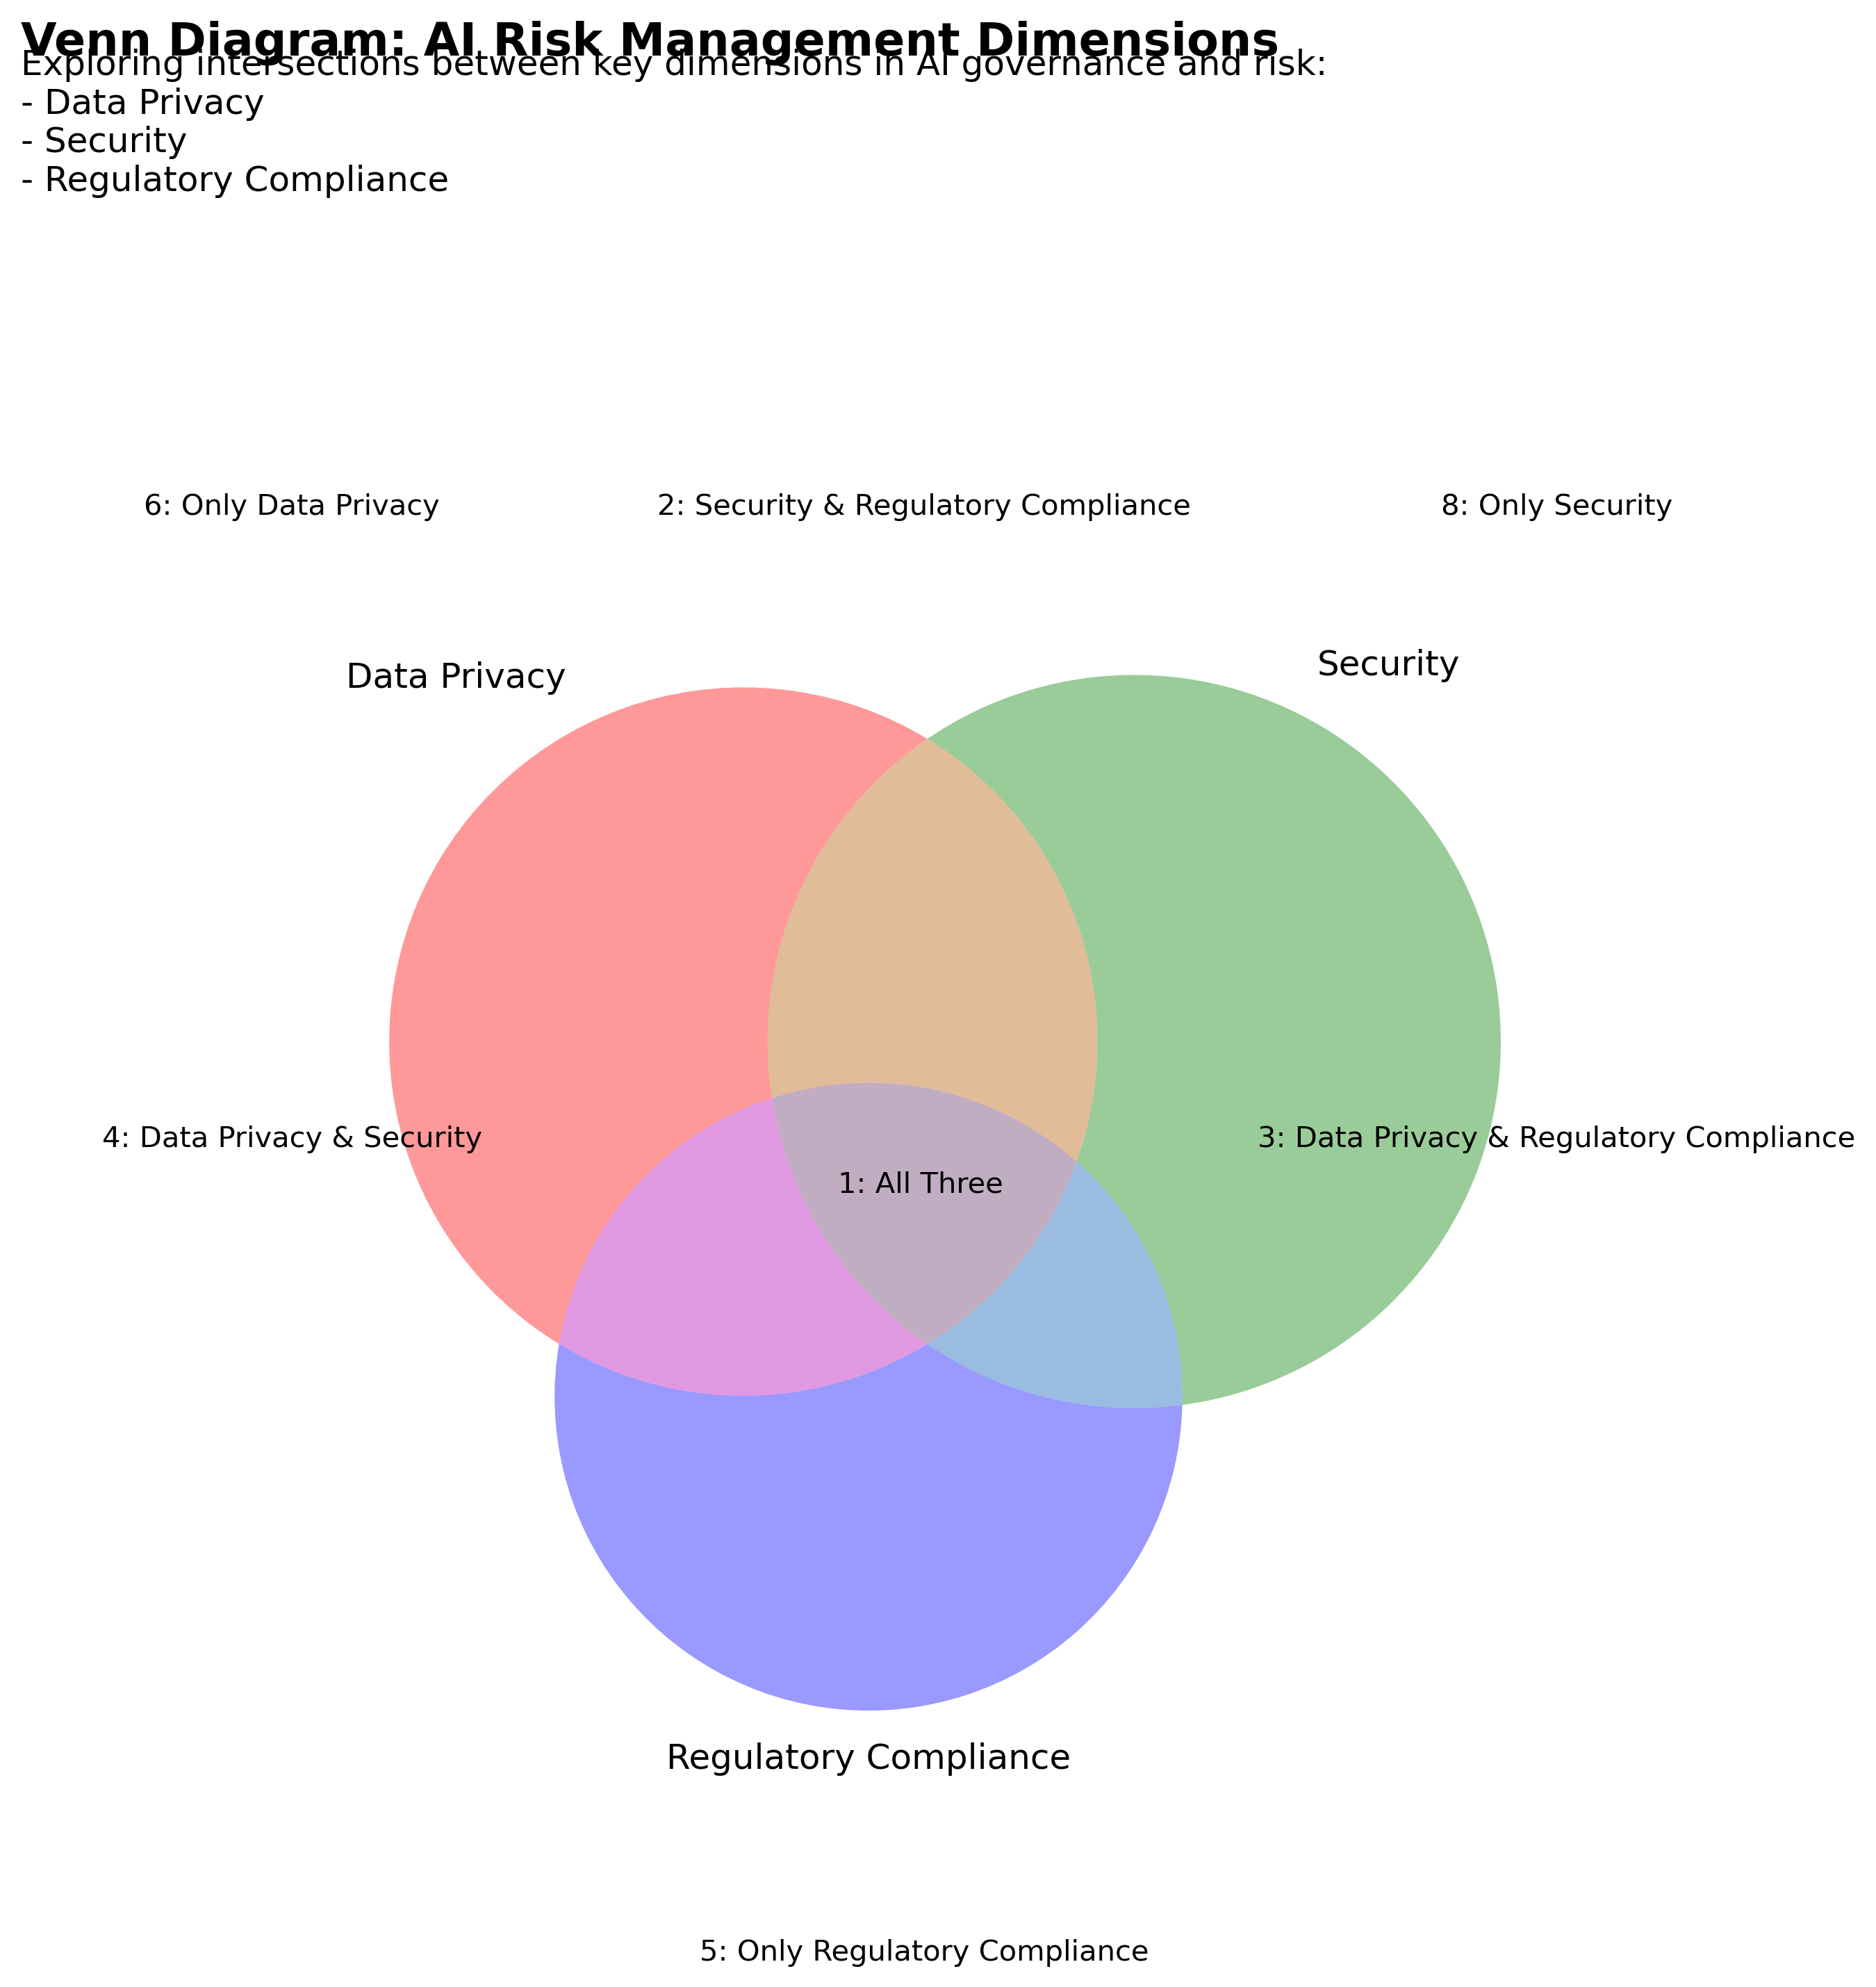 Venn Diagram: AI Risk Management Dimensions
Exploring intersections between key dimensions in AI governance and risk:
- Data Privacy
- Security
- Regulatory Compliance
6: Only Data Privacy
2: Security & Regulatory Compliance
8: Only Security
Data Privacy
Security
4: Data Privacy & Security
3: Data Privacy & Regulatory Compliance
1: All Three
Regulatory Compliance
5: Only Regulatory Compliance